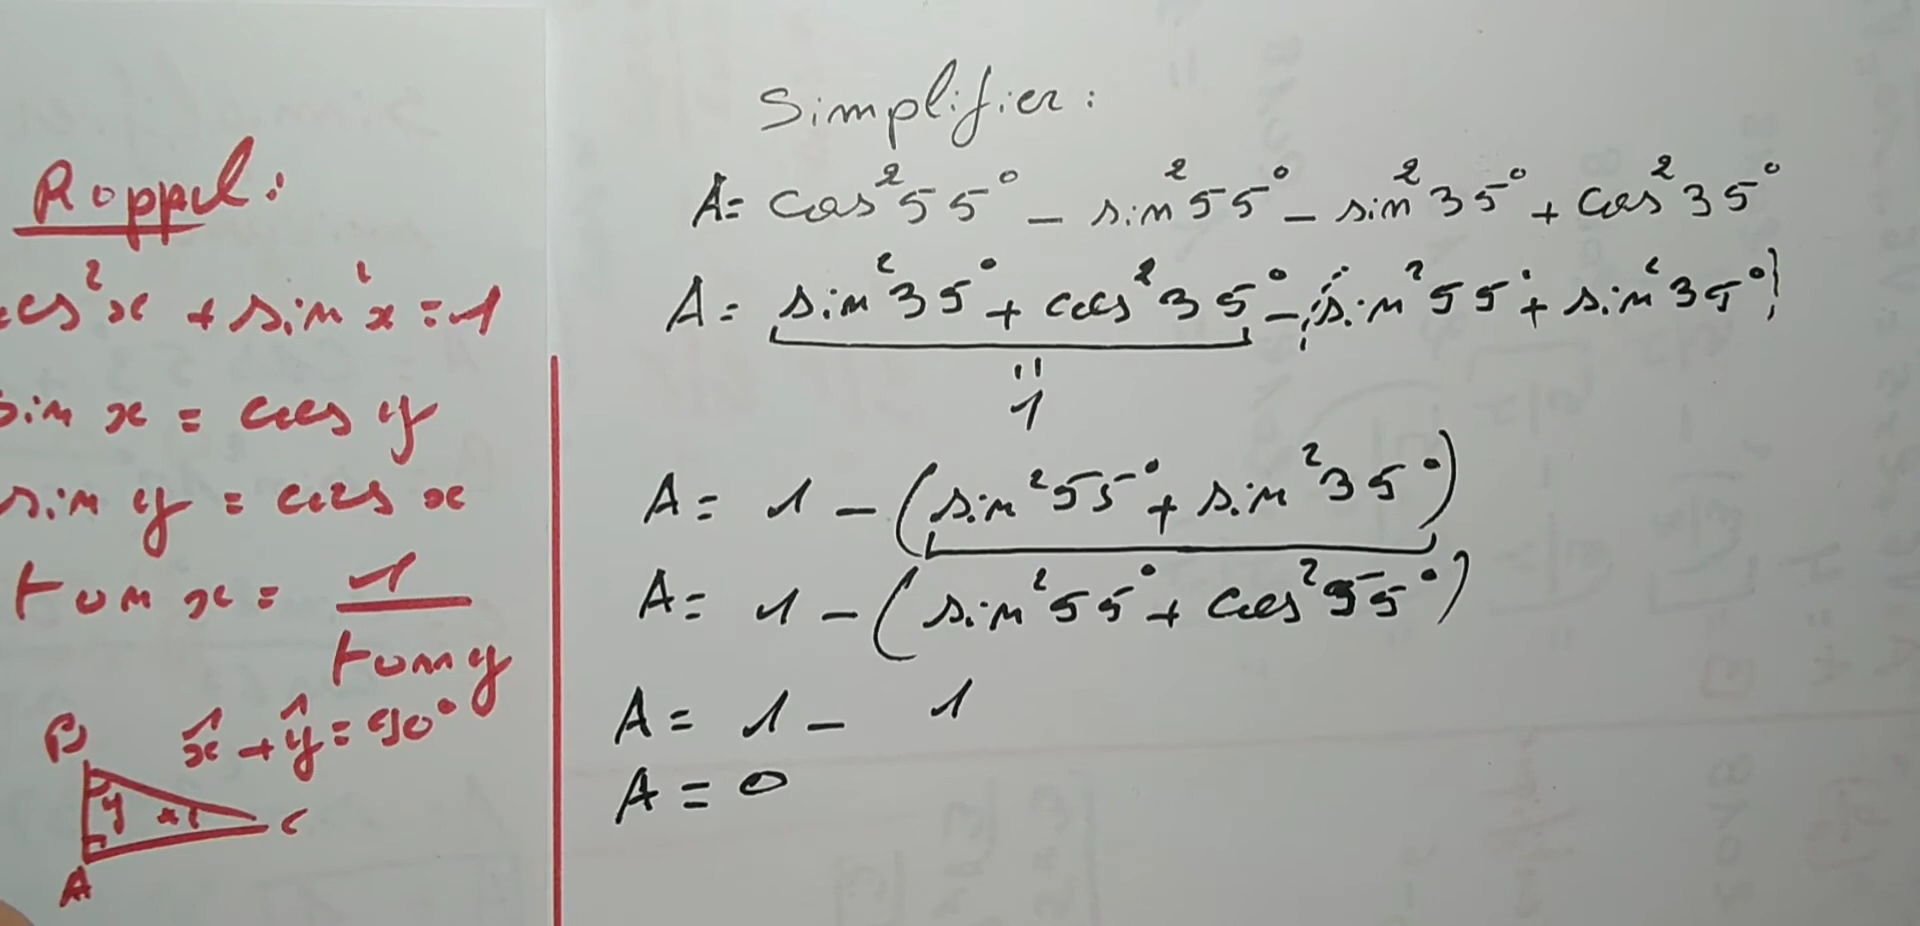 Rappel:
cos²x + sin²x = 1
sin x = cos y
sin y = cos x
tan x = 1
tan y
x̂ + ŷ = 90°
B
y x C
A
Simplifier:
A= cos²55° - sin²55° - sin²35° + cos²35°
A= sin²35° + cos²35° - (sin²55° + sin²35°)
"
1
A= 1 - (sin²55° + sin²35°)
A= 1 - (sin²55° + cos²55°)
A= 1 - 1
A = 0